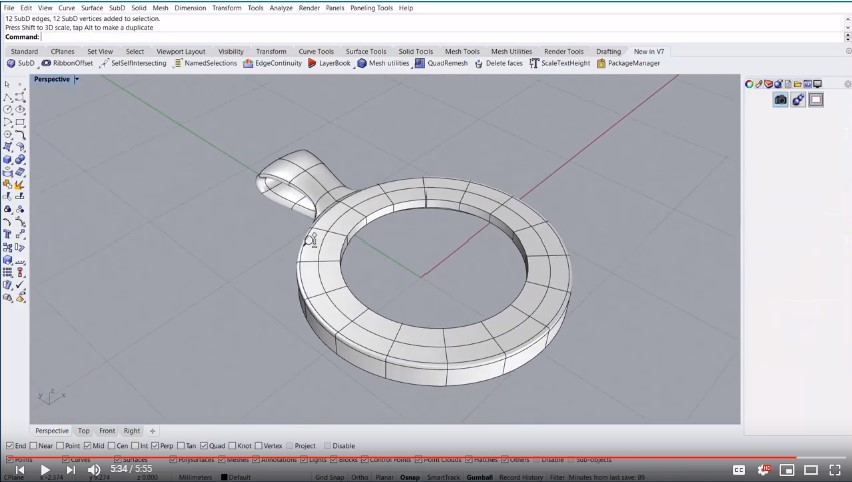 File Edit View Curve Surface SubD Solid Mesh Dimension Transform Tools Analyze Render Panels Paneling Tools Help
12 SubD edges, 12 SubD vertices added to selection.
Press Shift to 3D scale, tap Alt to make a duplicate
Command:
Standard CPlanes Set View Select Viewport Layout Visibility Transform Curve Tools Surface Tools Solid Tools Mesh Tools Mesh Utilities Render Tools Drafting New in V7
SubD RibbonOffset SelSelfIntersecting NamedSelections EdgeContinuity LayerBook Mesh utilities QuadRemesh Delete faces ScaleTextHeight PackageManager
Perspective
z
y x
Perspective Top Front Right
End Near Point Mid Cen Int Perp Tan Quad Knot Vertex Project Disable
Points Curves Surfaces Polysurfaces Meshes Annotations Lights Blocks Control Points Point Clouds Hatches Others Disable Sub-objects
5:34 / 5:55
CC HD
CPlane x -2.374 z 0.000 Millimeters Default Grid Snap Ortho Planar Osnap SmartTrack Gumball Record History Filter Minutes from last save: 89